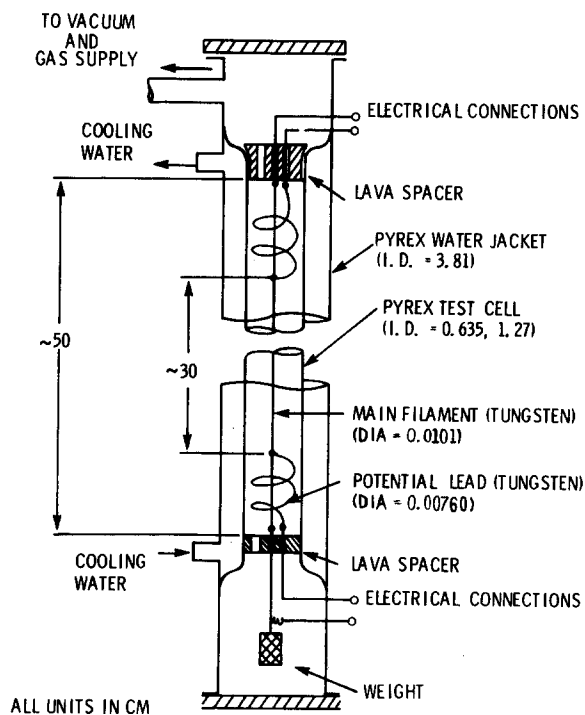 TO VACUUM
AND
GAS SUPPLY
ELECTRICAL CONNECTIONS
COOLING
WATER
LAVA SPACER
PYREX WATER JACKET
(I. D. = 3.81)
PYREX TEST CELL
(I. D. = 0.635, 1.27)
~50
~30
MAIN FILAMENT (TUNGSTEN)
(DIA = 0.0101)
POTENTIAL LEAD (TUNGSTEN)
(DIA = 0.00760)
COOLING
WATER
LAVA SPACER
ELECTRICAL CONNECTIONS
WEIGHT
ALL UNITS IN CM